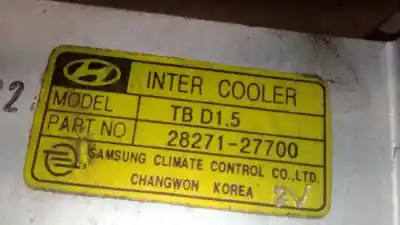 INTER COOLER
MODEL TB D1.5
PART NO 28271-27700
SAMSUNG CLIMATE CONTROL CO.,LTD.
CHANGWON KOREA